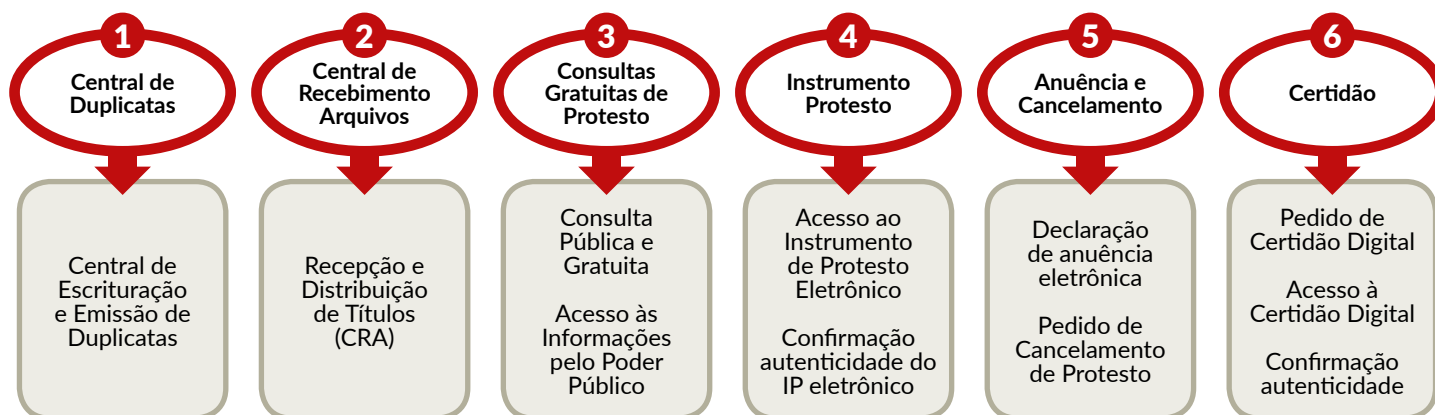 1
Central de
Duplicatas
2
Central de
Recebimento
Arquivos
3
Consultas
Gratuitas de
Protesto
4
Instrumento
Protesto
5
Anuência e
Cancelamento
6
Certidão
Central de
Escrituração
e Emissão de
Duplicatas
Recepção e
Distribuição
de Títulos
(CRA)
Consulta
Pública e
Gratuita
Acesso às
Informações
pelo Poder
Público
Acesso ao
Instrumento
de Protesto
Eletrônico
Confirmação
autenticidade do
IP eletrônico
Declaração
de anuência
eletrônica
Pedido de
Cancelamento
de Protesto
Pedido de
Certidão Digital
Acesso à
Certidão Digital
Confirmação
autenticidade